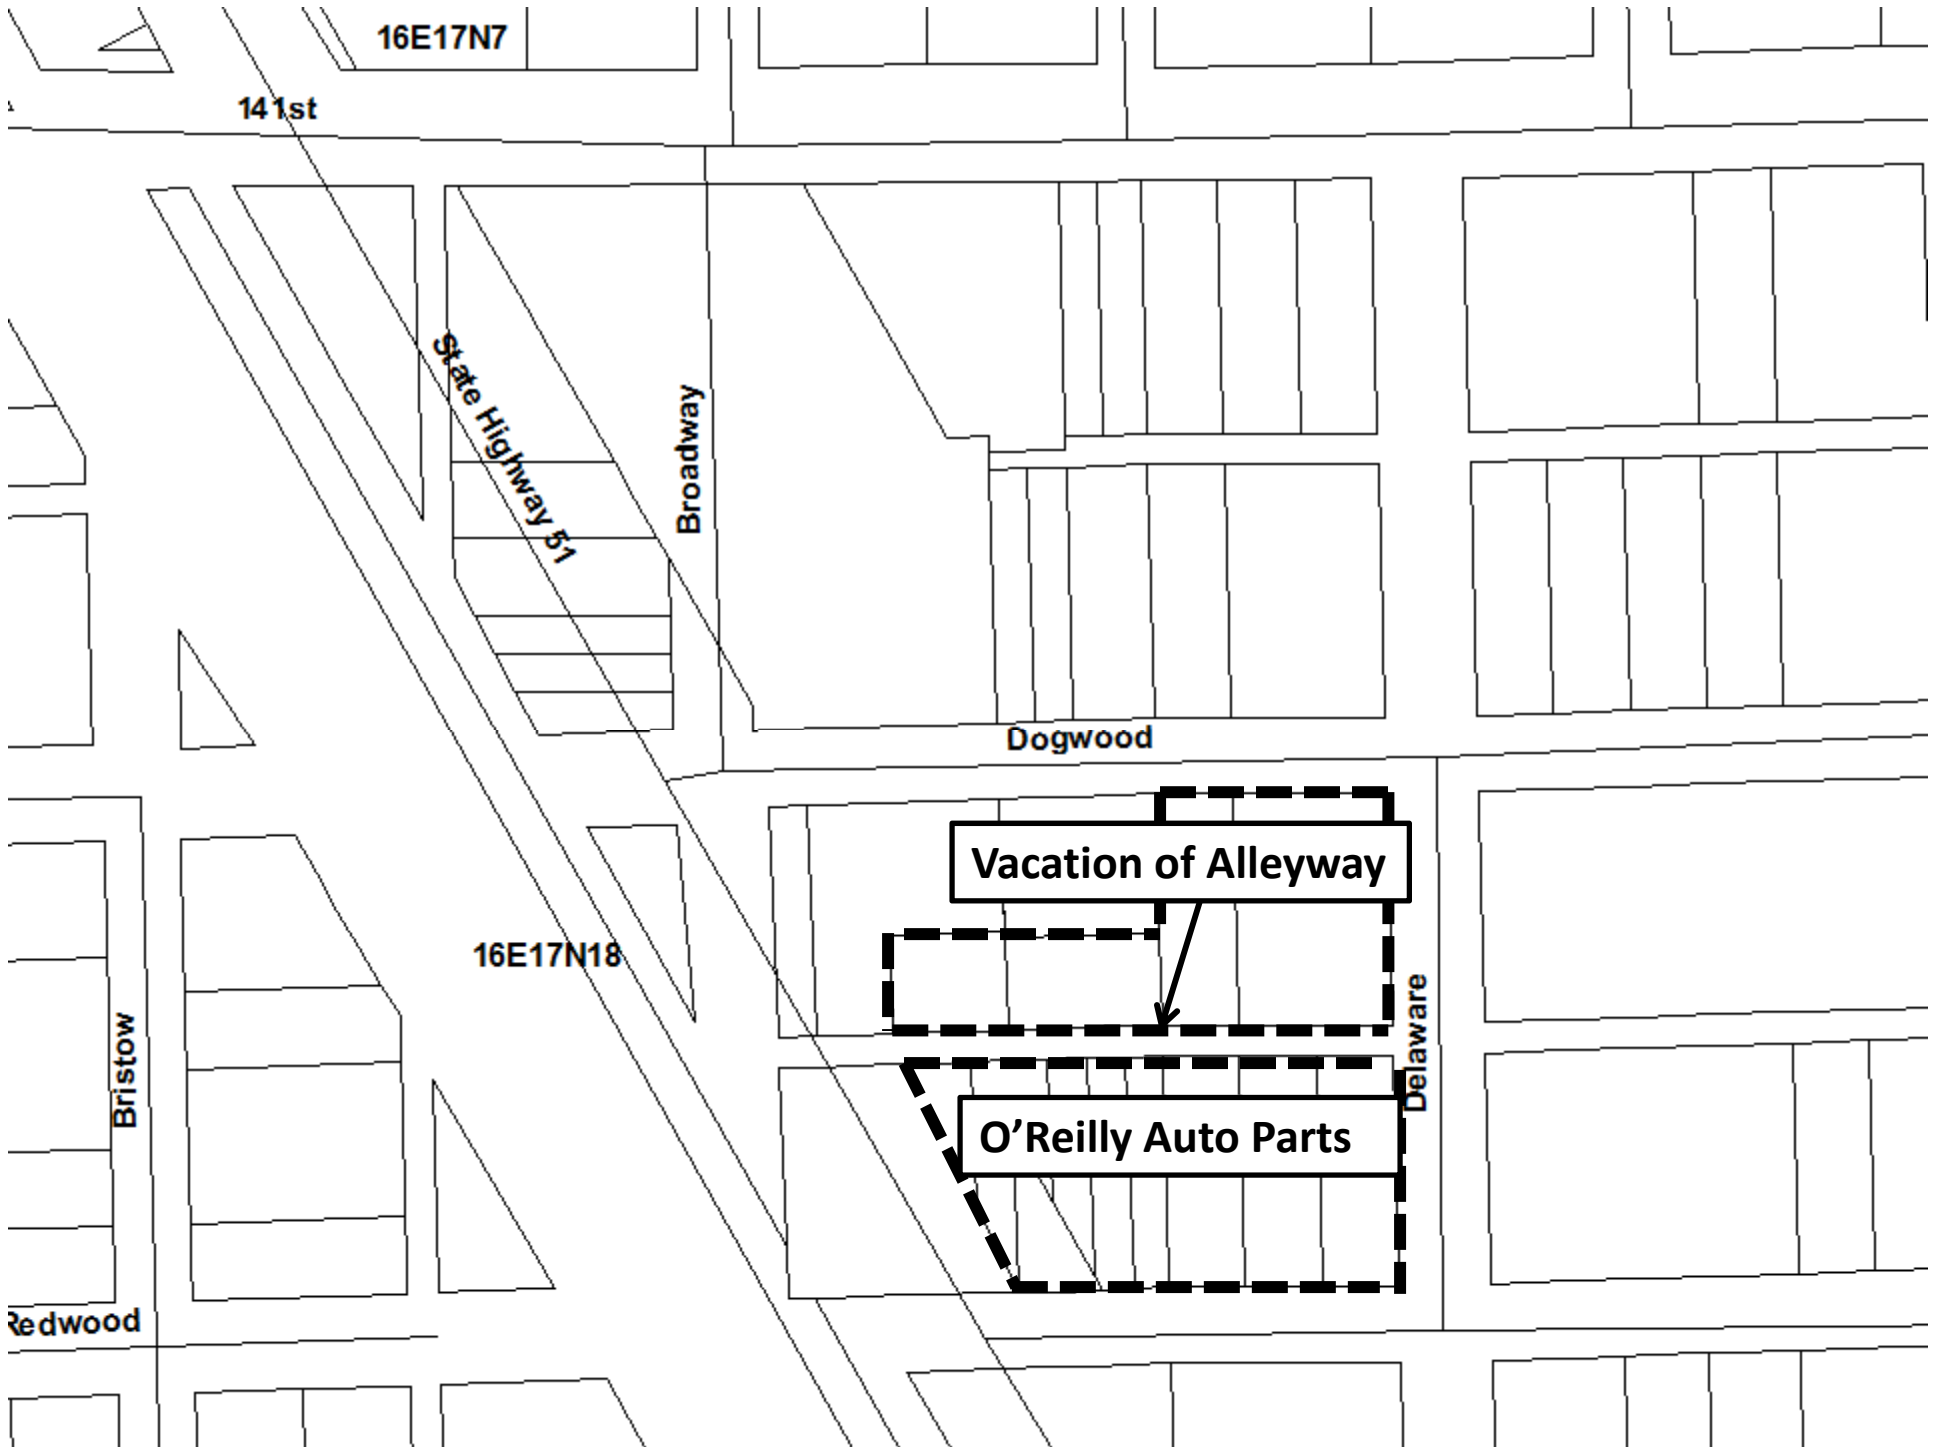 16E17N7
141st
State Highway 51
Broadway
Dogwood
Vacation of Alleyway
16E17N18
Delaware
Bristow
O’Reilly Auto Parts
Redwood